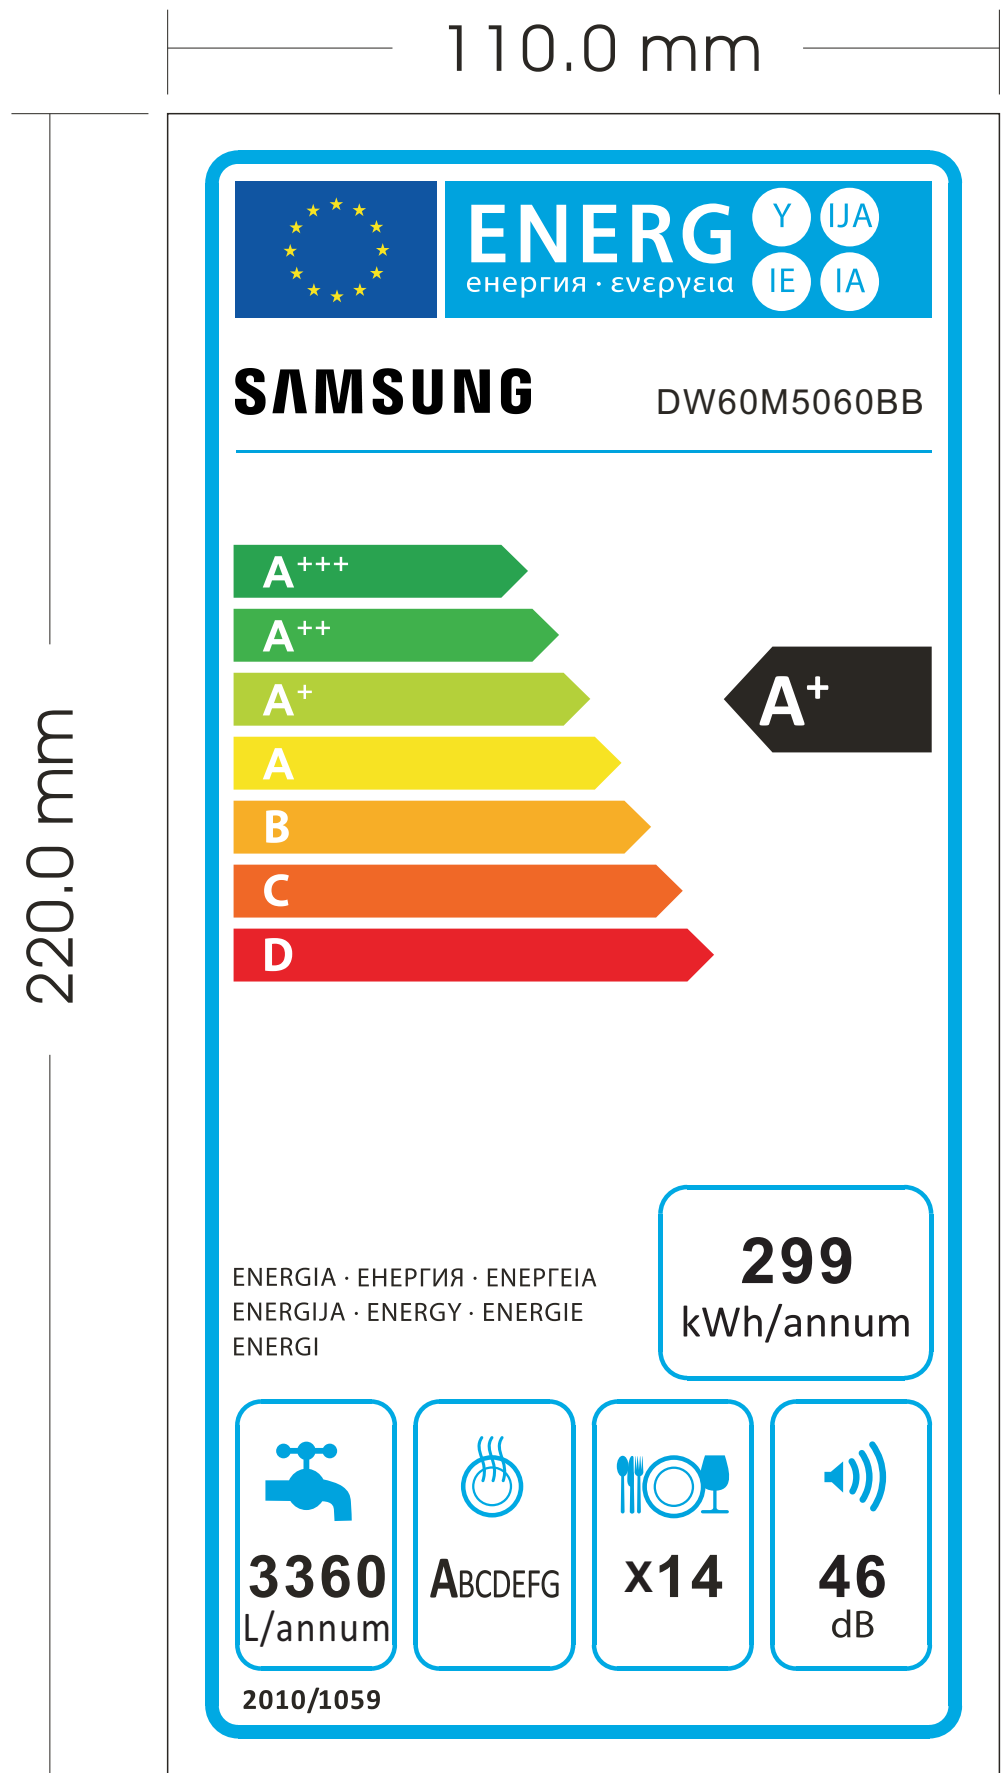 110.0 mm
220.0 mm
ENERG
енергия · ενεργεια
Y IJA
IE IA
SAMSUNG DW60M5060BB
A+++
A++
A+
A+
A
B
C
D
299
kWh/annum
ENERGIA · ЕНЕРГИЯ · ΕΝΕΡΓΕΙΑ
ENERGIJA · ENERGY · ENERGIE
ENERGI
3360
L/annum
ABCDEFG
x14
46
dB
2010/1059